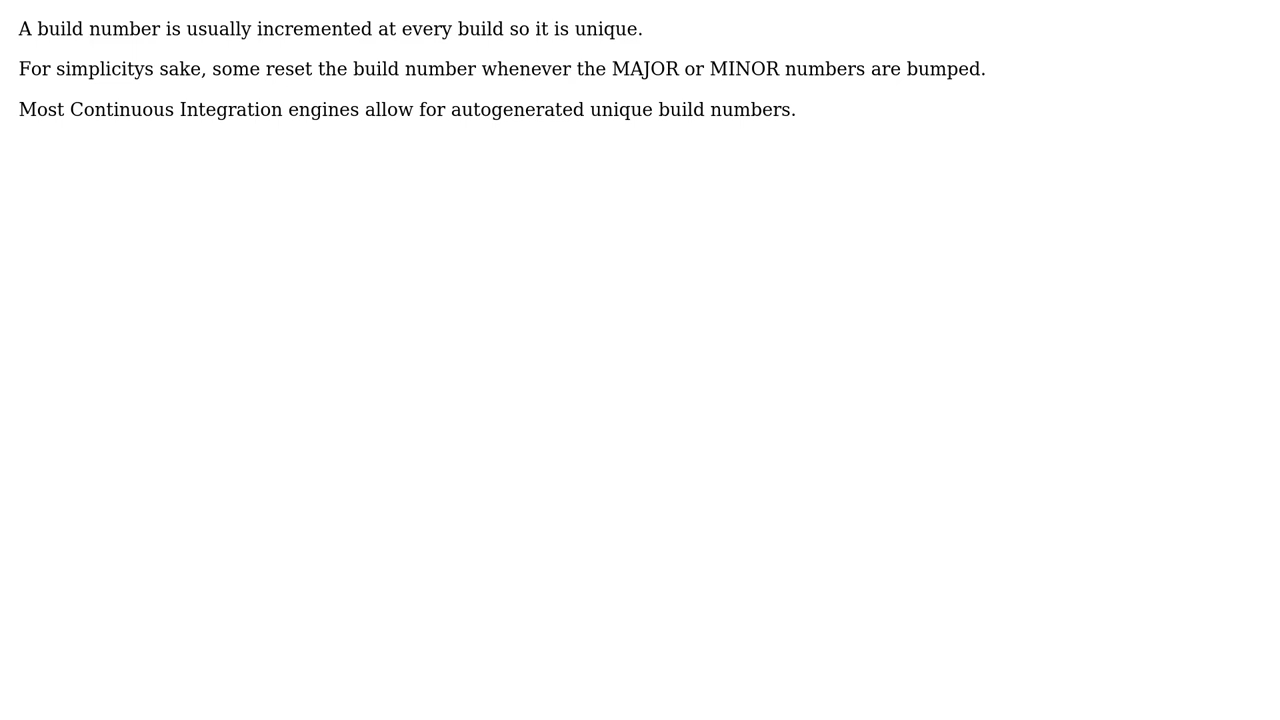 A build number is usually incremented at every build so it is unique.
For simplicitys sake, some reset the build number whenever the MAJOR or MINOR numbers are bumped.
Most Continuous Integration engines allow for autogenerated unique build numbers.